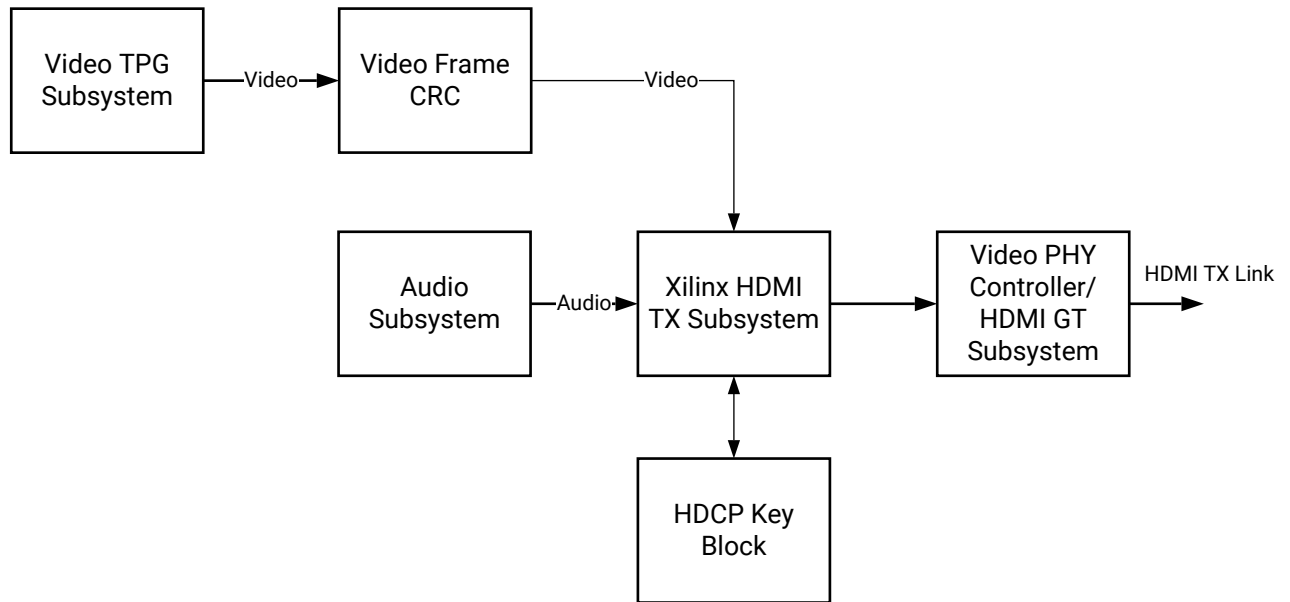 Video TPG
Subsystem
Video
Video Frame
CRC
Video
Audio
Subsystem
Audio
Xilinx HDMI
TX Subsystem
Video PHY
Controller/
HDMI GT
Subsystem
HDMI TX Link
HDCP Key
Block